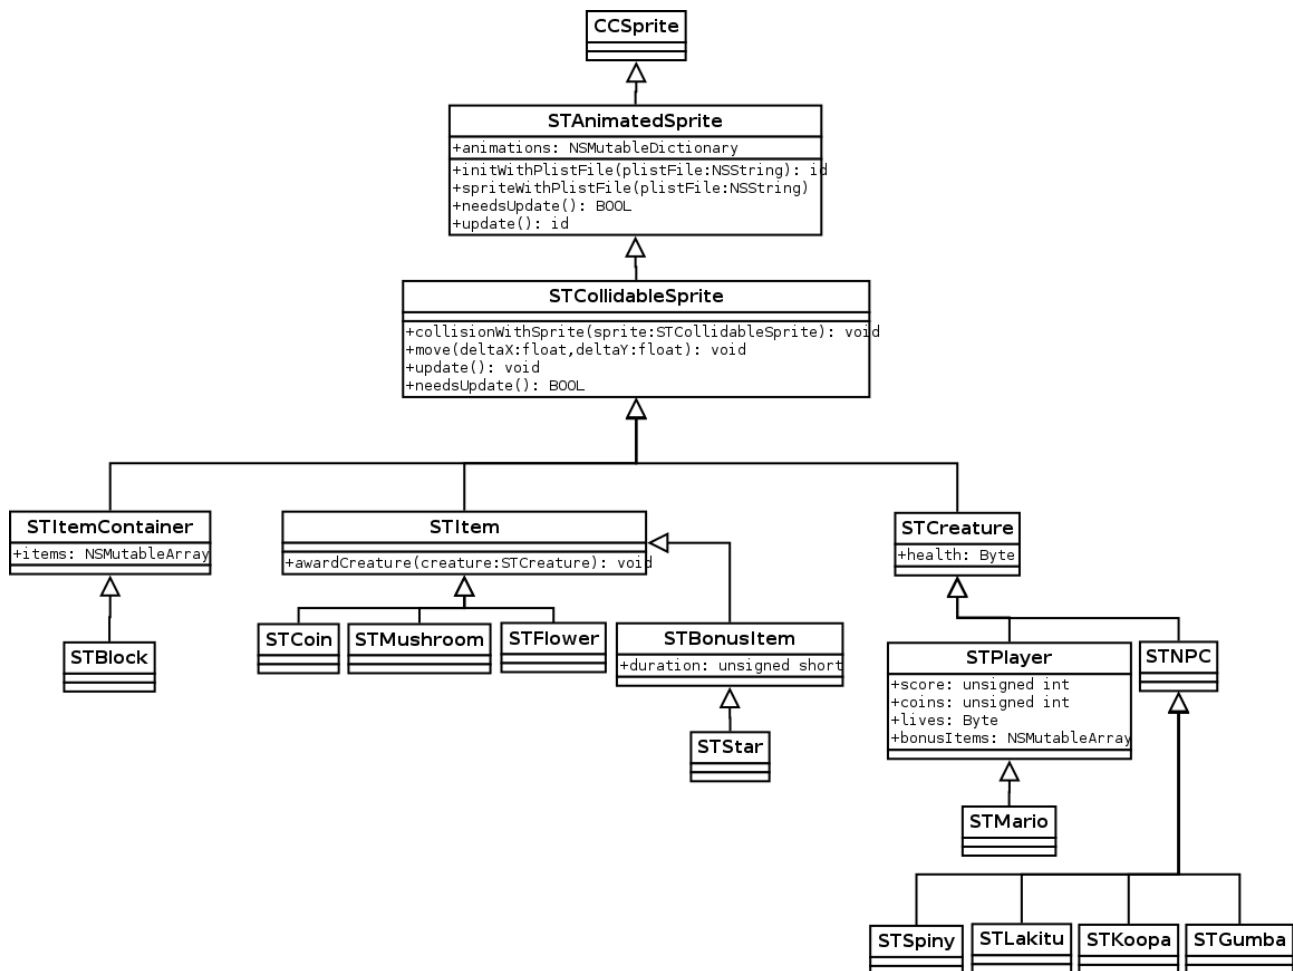 CCSprite
STAnimatedSprite
+animations: NSMutableDictionary
+initWithPlistFile(plistFile:NSString): id
+spriteWithPlistFile(plistFile:NSString)
+needsUpdate(): BOOL
+update(): id
STCollidableSprite
+collisionWithSprite(sprite:STCollidableSprite): void
+move(deltaX:float,deltaY:float): void
+update(): void
+needsUpdate(): BOOL
STItemContainer
+items: NSMutableArray
STItem
+awardCreature(creature:STCreature): void
STCreature
+health: Byte
STBlock
STCoin
STMushroom
STFlower
STBonusItem
+duration: unsigned short
STPlayer
+score: unsigned int
+coins: unsigned int
+lives: Byte
+bonusItems: NSMutableArray
STNPC
STStar
STMario
STSpiny
STLakitu
STKoopa
STGumba